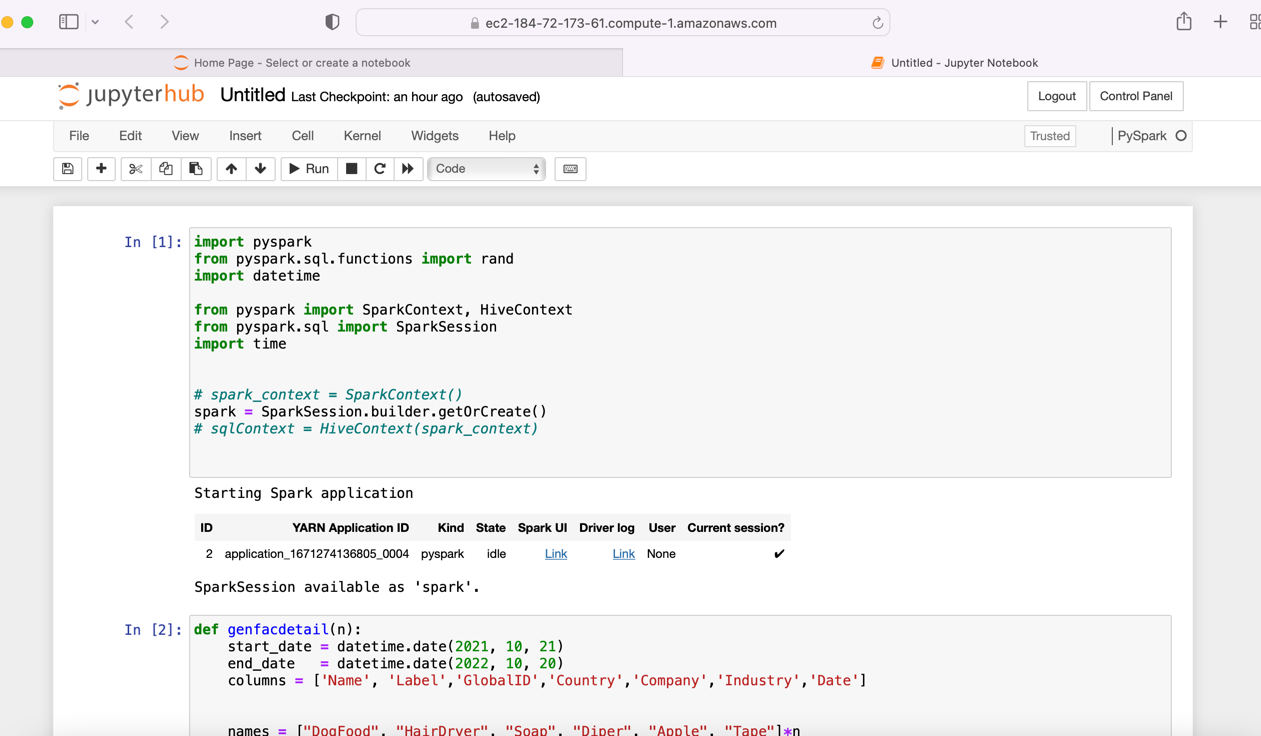 ec2-184-72-173-61.compute-1.amazonaws.com
Home Page - Select or create a notebook
Untitled - Jupyter Notebook
jupyterhub Untitled Last Checkpoint: an hour ago (autosaved)
Logout Control Panel
File Edit View Insert Cell Kernel Widgets Help
Trusted PySpark
Run Code
In [1]: import pyspark
from pyspark.sql.functions import rand
import datetime
from pyspark import SparkContext, HiveContext
from pyspark.sql import SparkSession
import time
# spark_context = SparkContext()
spark = SparkSession.builder.getOrCreate()
# sqlContext = HiveContext(spark_context)
Starting Spark application
ID YARN Application ID Kind State Spark UI Driver log User Current session?
2 application_1671274136805_0004 pyspark idle Link Link None ✔
SparkSession available as 'spark'.
In [2]: def genfacdetail(n):
start_date = datetime.date(2021, 10, 21)
end_date = datetime.date(2022, 10, 20)
columns = ['Name', 'Label','GlobalID','Country','Company','Industry','Date']
names = ["DogFood", "HairDryer", "Soap", "Diper", "Apple", "Tape"]*n